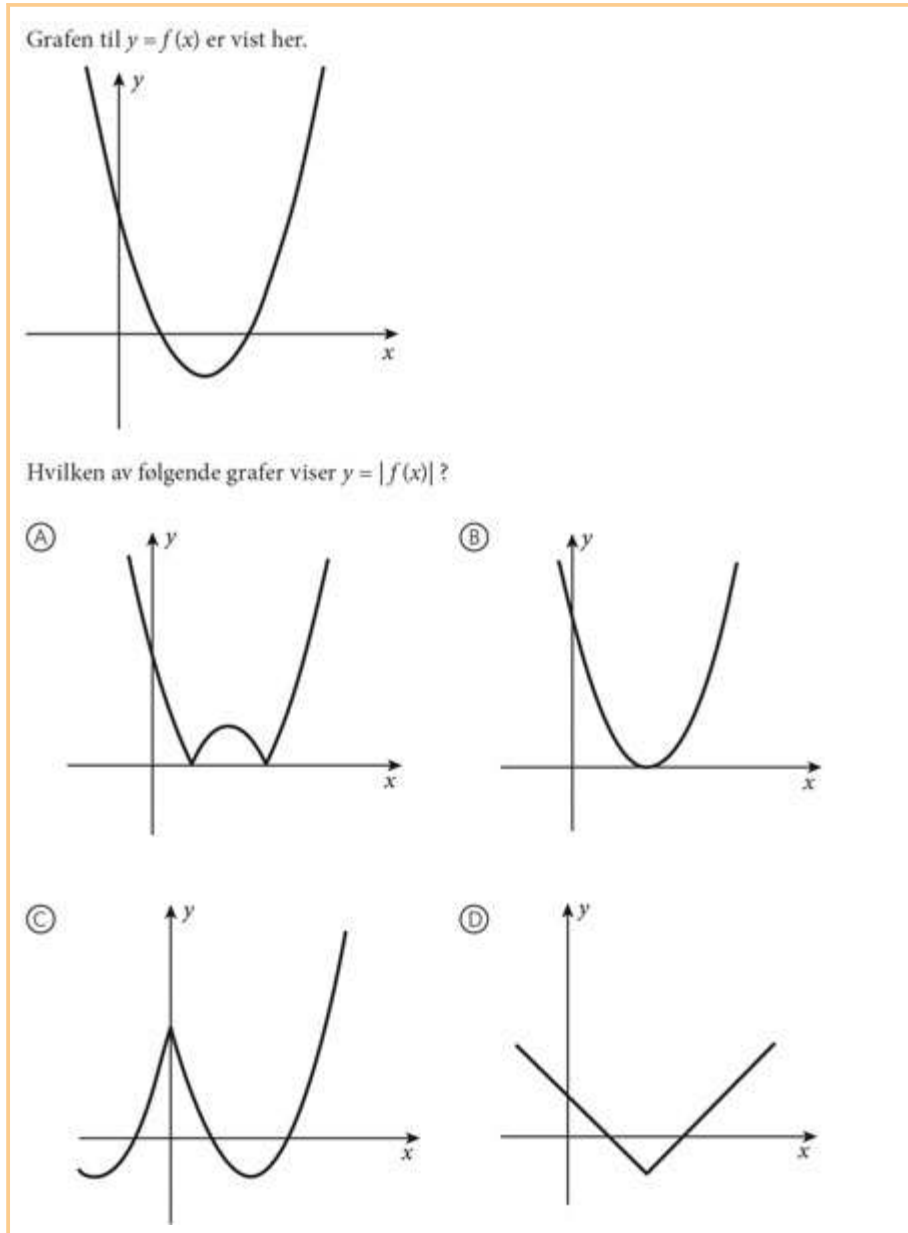 Grafen til y = f (x) er vist her.
y
x
Hvilken av følgende grafer viser y = | f (x)| ?
A
y
x
B
y
x
C
y
x
D
y
x